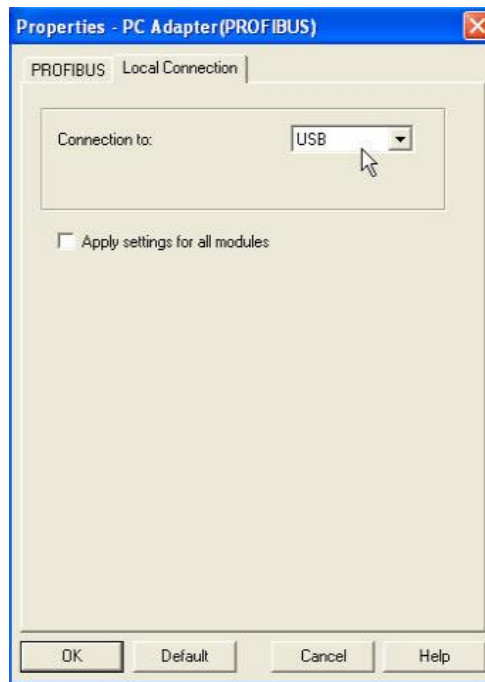 Properties - PC Adapter(PROFIBUS)
PROFIBUS Local Connection
Connection to: USB
Apply settings for all modules
OK Default Cancel Help